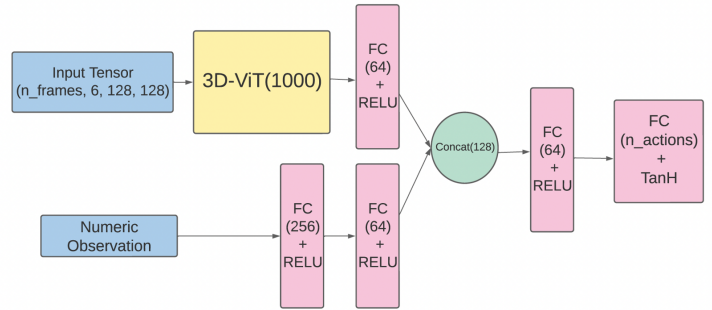 Input Tensor
(n_frames, 6, 128, 128)
3D-ViT(1000)
FC
(64)
+
RELU
Concat(128)
FC
(64)
+
RELU
FC
(n_actions)
+
TanH
Numeric
Observation
FC
(256)
+
RELU
FC
(64)
+
RELU